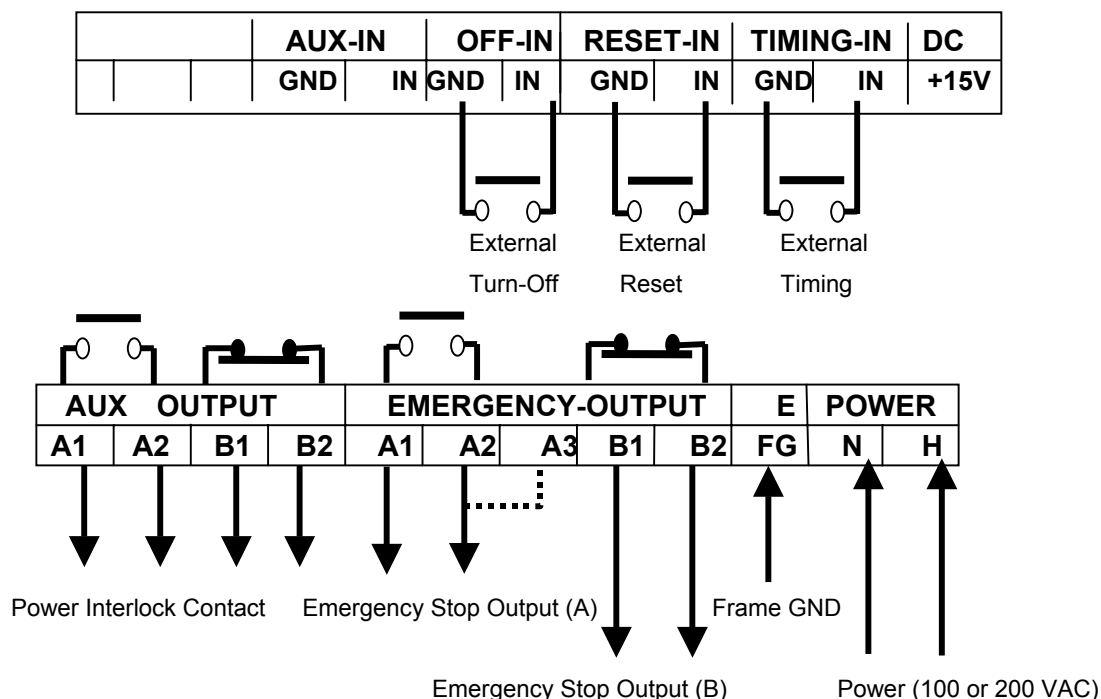 AUX-IN OFF-IN RESET-IN TIMING-IN DC
GND IN GND IN GND IN GND IN +15V
External External External
Turn-Off Reset Timing
AUX OUTPUT EMERGENCY-OUTPUT E POWER
A1 A2 B1 B2 A1 A2 A3 B1 B2 FG N H
Power Interlock Contact Emergency Stop Output (A) Frame GND
Emergency Stop Output (B) Power (100 or 200 VAC)